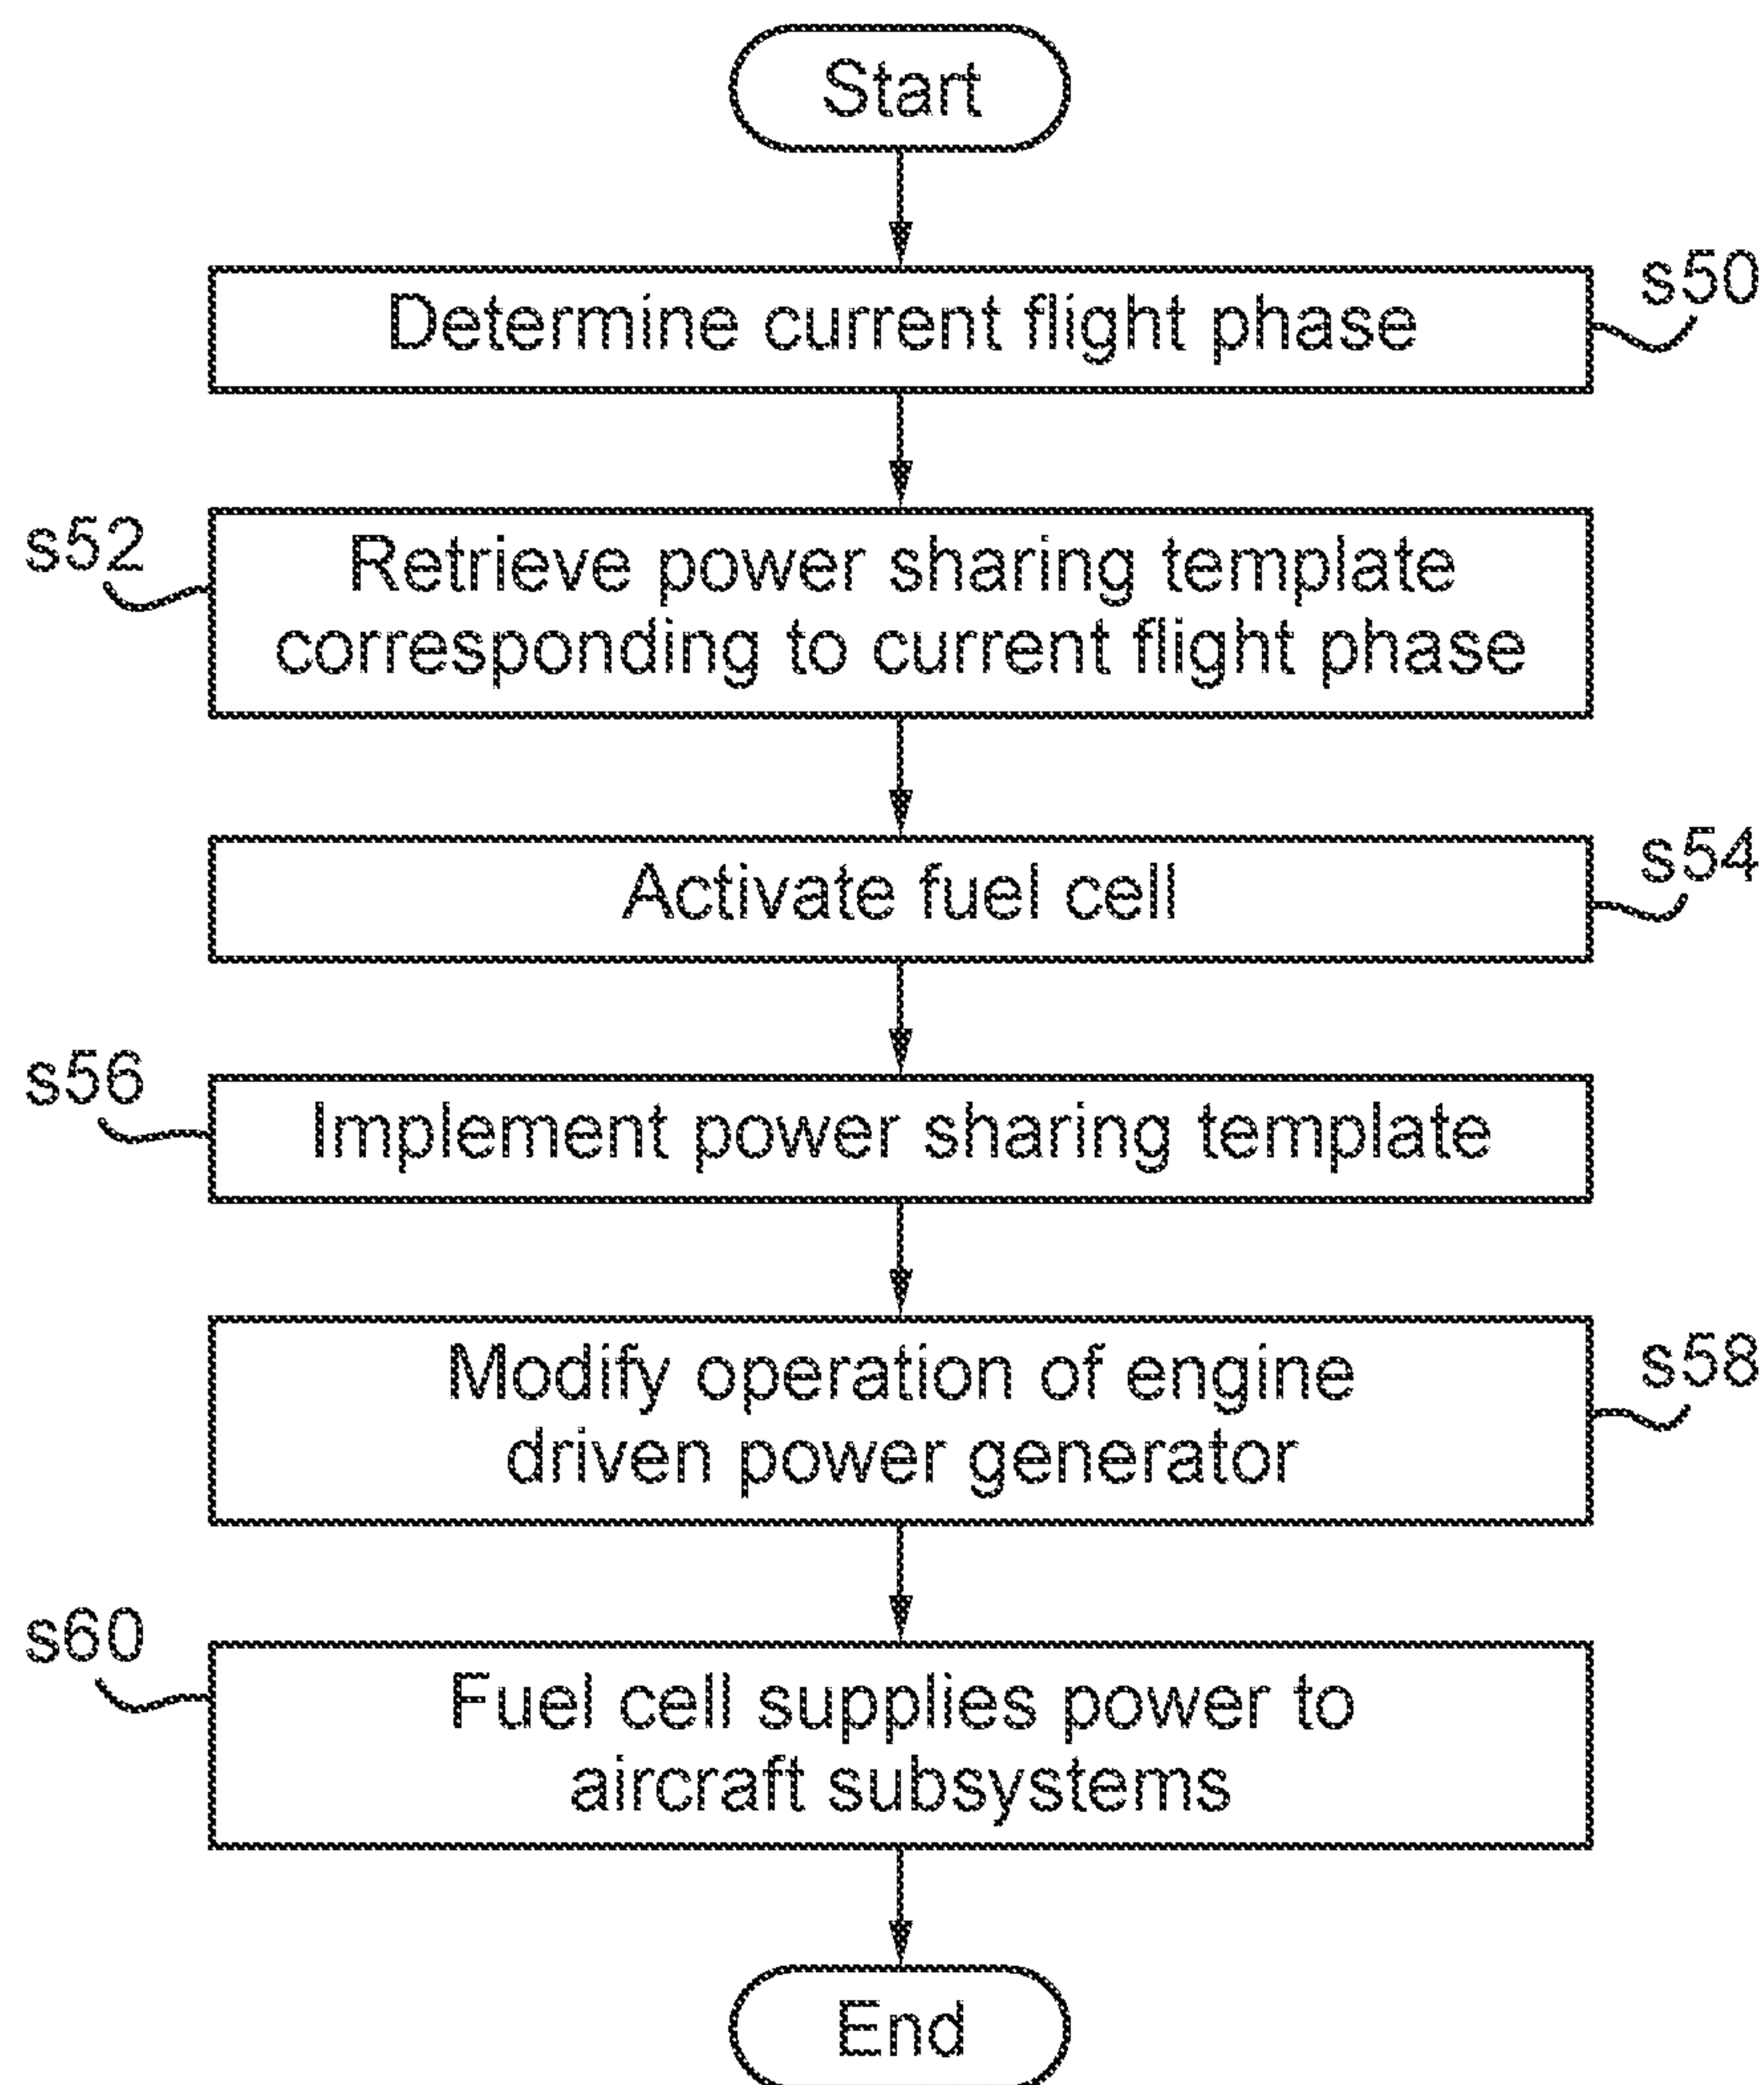 Start
Determine current flight phase
s50
s52
Retrieve power sharing template
corresponding to current flight phase
Activate fuel cell
s54
s56
Implement power sharing template
Modify operation of engine
driven power generator
s58
s60
Fuel cell supplies power to
aircraft subsystems
End